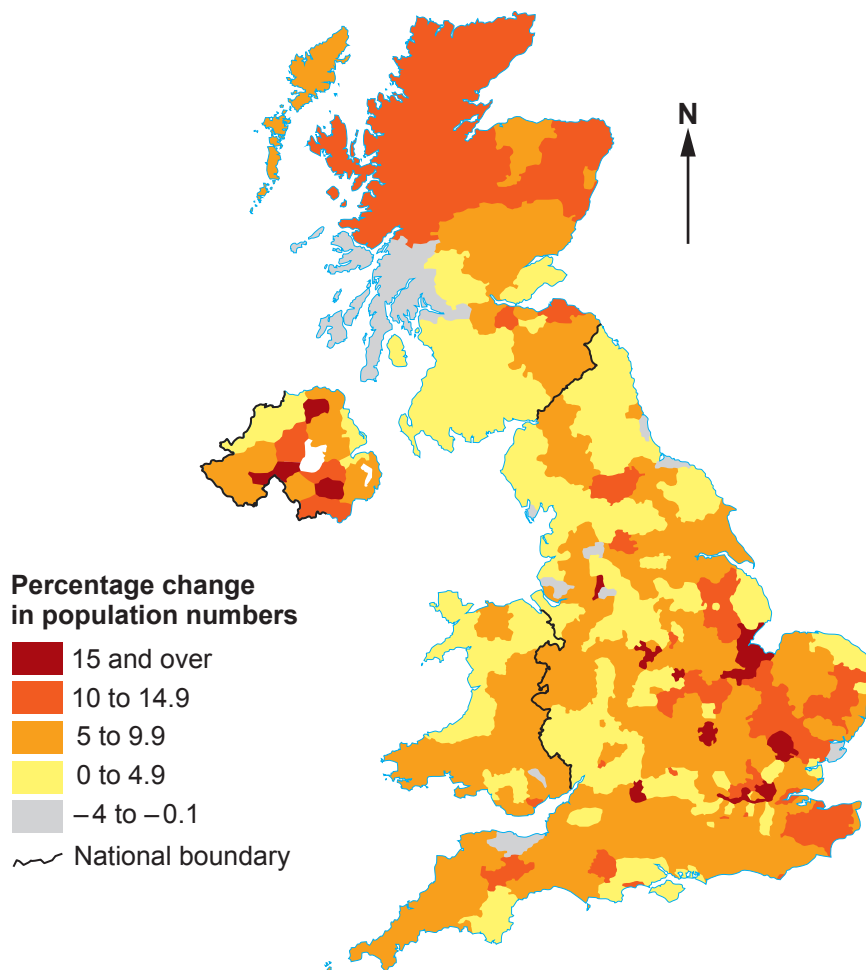 N
Percentage change
in population numbers
15 and over
10 to 14.9
5 to 9.9
0 to 4.9
–4 to –0.1
National boundary